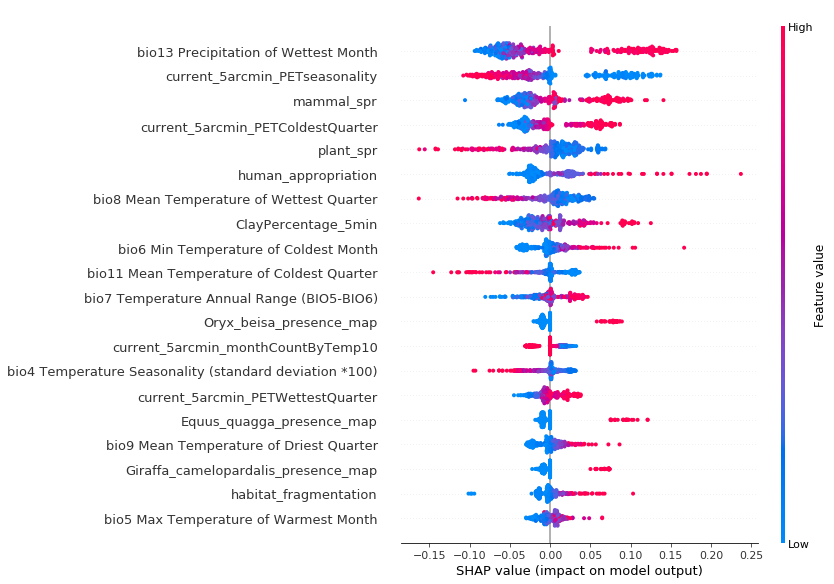 High
bio13 Precipitation of Wettest Month
current_5arcmin_PETseasonality
mammal_spr
current_5arcmin_PETColdestQuarter
plant_spr
human_appropriation
bio8 Mean Temperature of Wettest Quarter
ClayPercentage_5min
bio6 Min Temperature of Coldest Month
bio11 Mean Temperature of Coldest Quarter
bio7 Temperature Annual Range (BIO5-BIO6)
Oryx_beisa_presence_map
current_5arcmin_monthCountByTemp10
bio4 Temperature Seasonality (standard deviation *100)
current_5arcmin_PETWettestQuarter
Equus_quagga_presence_map
bio9 Mean Temperature of Driest Quarter
Giraffa_camelopardalis_presence_map
habitat_fragmentation
bio5 Max Temperature of Warmest Month
Feature value
Low
−0.15 −0.10 −0.05 0.00 0.05 0.10 0.15 0.20 0.25
SHAP value (impact on model output)